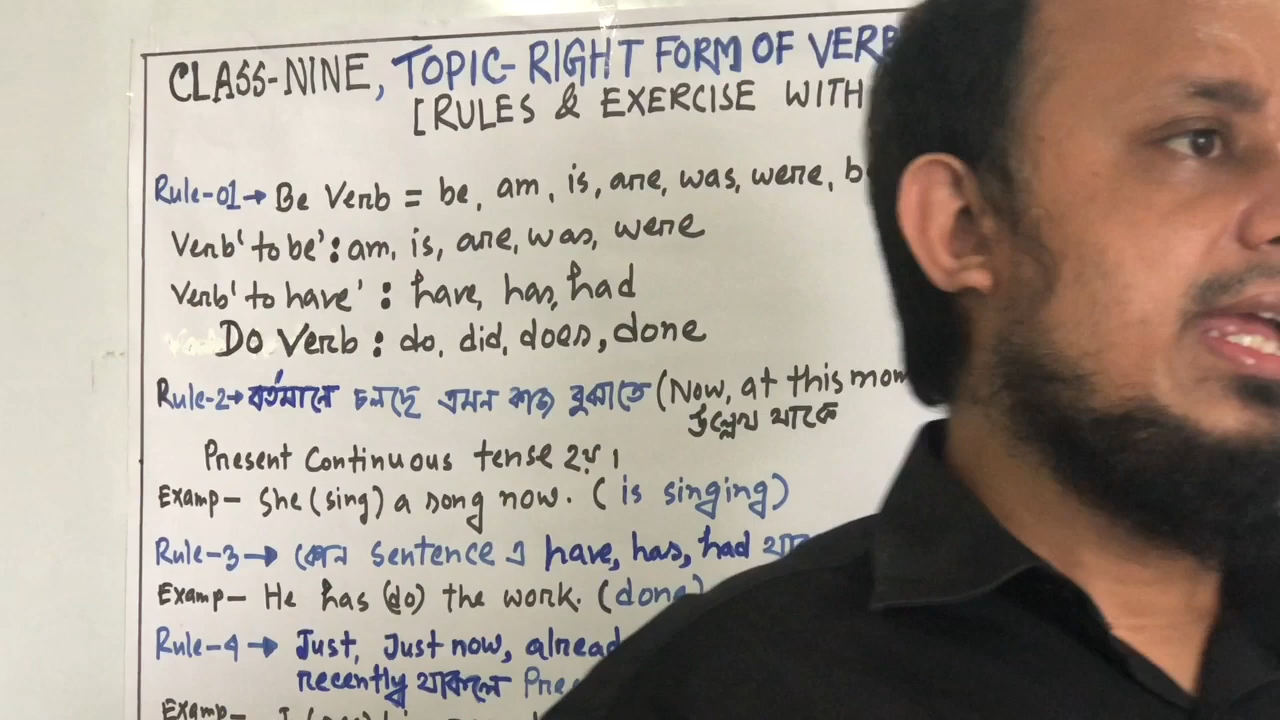 CLASS-NINE, TOPIC-RIGHT FORM OF VERB
[RULES & EXERCISE WITH
Rule-01→ Be Verb = be, am, is, are, was, were, b
Verb 'to be': am, is, are, was, were
Verb 'to have' : have, has, had
Do Verb : do, did, does, done
Rule-2→ বর্তমানে চলছে এমন কাজ বুঝাতে (Now, at this mom
উল্লেখ থাকে
Present Continuous tense হয়।
Examp- She (sing) a song now. (is singing)
Rule-3→ কোন sentence এ have, has, had
Examp- He has (do) the work. (done)
Rule-4→ Just, Just now, alread
recently থাকলে Pre
Examp-